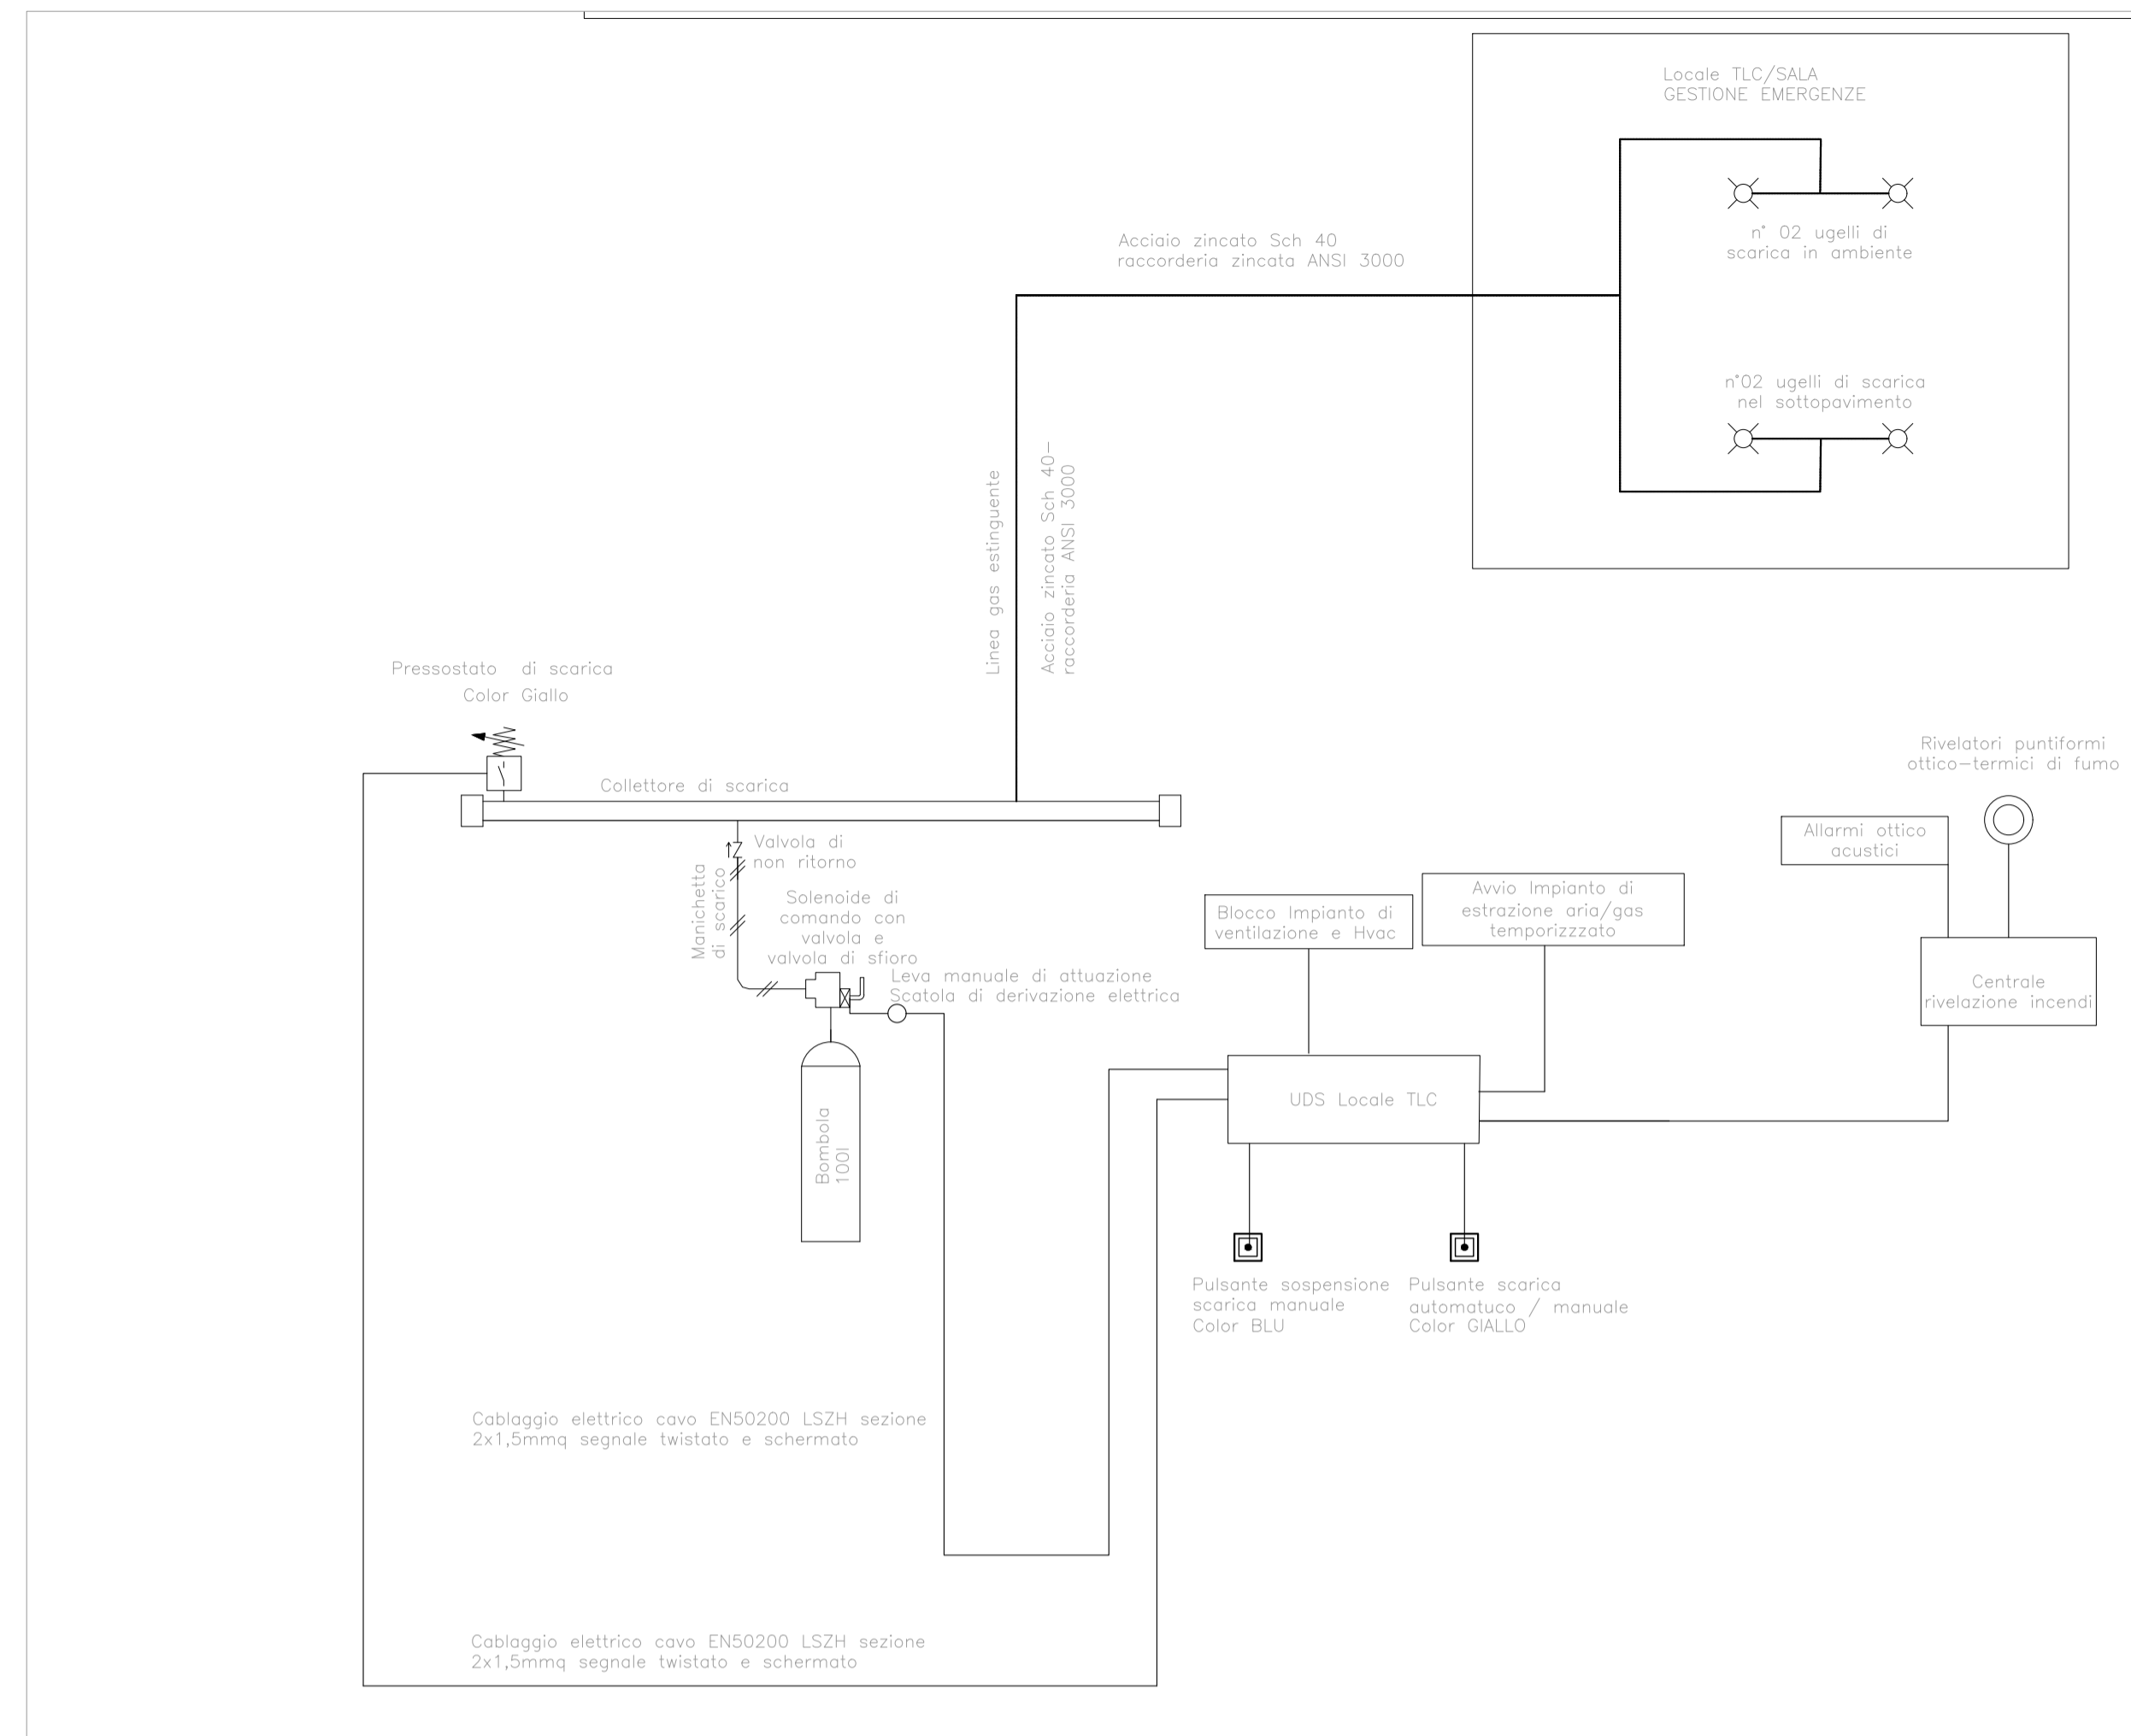 Locale TLC/SALA
GESTIONE EMERGENZE
n° 02 ugelli di
scarica in ambiente
Acciaio zincato Sch 40
raccorderia zincata ANSI 3000
n°02 ugelli di scarica
nel sottopavimento
Linea gas estinguente
Acciaio zincato Sch 40-
raccorderia ANSI 3000
Pressostato di scarica
Color Giallo
Collettore di scarica
Rivelatori puntiformi
ottico-termici di fumo
Allarmi ottico
acustici
Valvola di
non ritorno
Manichetta
di scarico
Solenoide di
comando con
valvola e
valvola di sfioro
Leva manuale di attuazione
Scatola di derivazione elettrica
Blocco Impianto di
ventilazione e Hvac
Avvio Impianto di
estrazione aria/gas
temporizzzato
Centrale
rivelazione incendi
UDS Locale TLC
Bombola
100l
Pulsante sospensione
scarica manuale
Color BLU
Pulsante scarica
automatuco / manuale
Color GIALLO
Cablaggio elettrico cavo EN50200 LSZH sezione
2x1,5mmq segnale twistato e schermato
Cablaggio elettrico cavo EN50200 LSZH sezione
2x1,5mmq segnale twistato e schermato